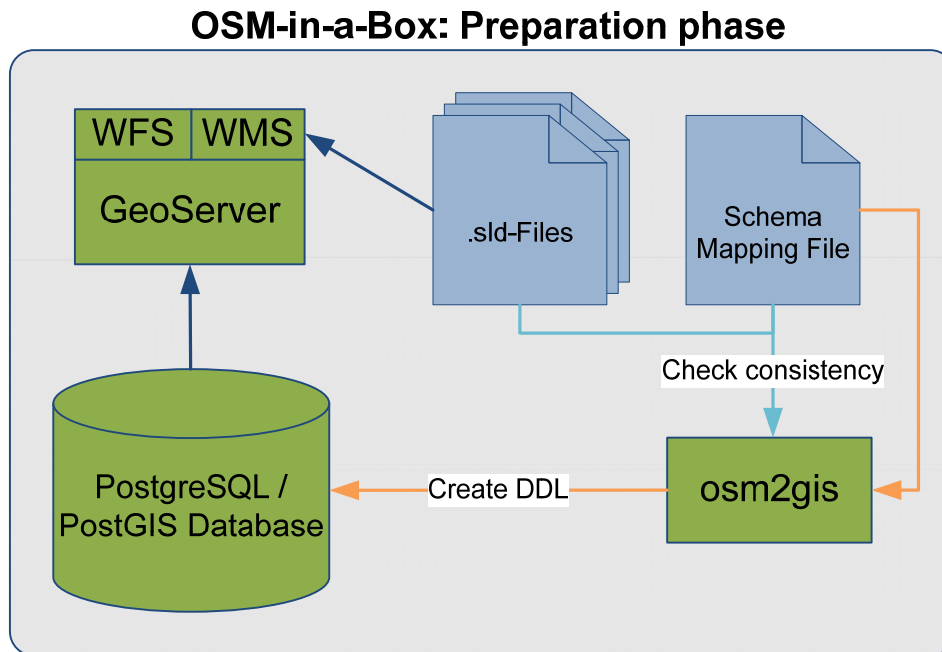 OSM-in-a-Box: Preparation phase
WFS
WMS
GeoServer
.sld-Files
Schema
Mapping File
Check consistency
PostgreSQL /
PostGIS Database
Create DDL
osm2gis